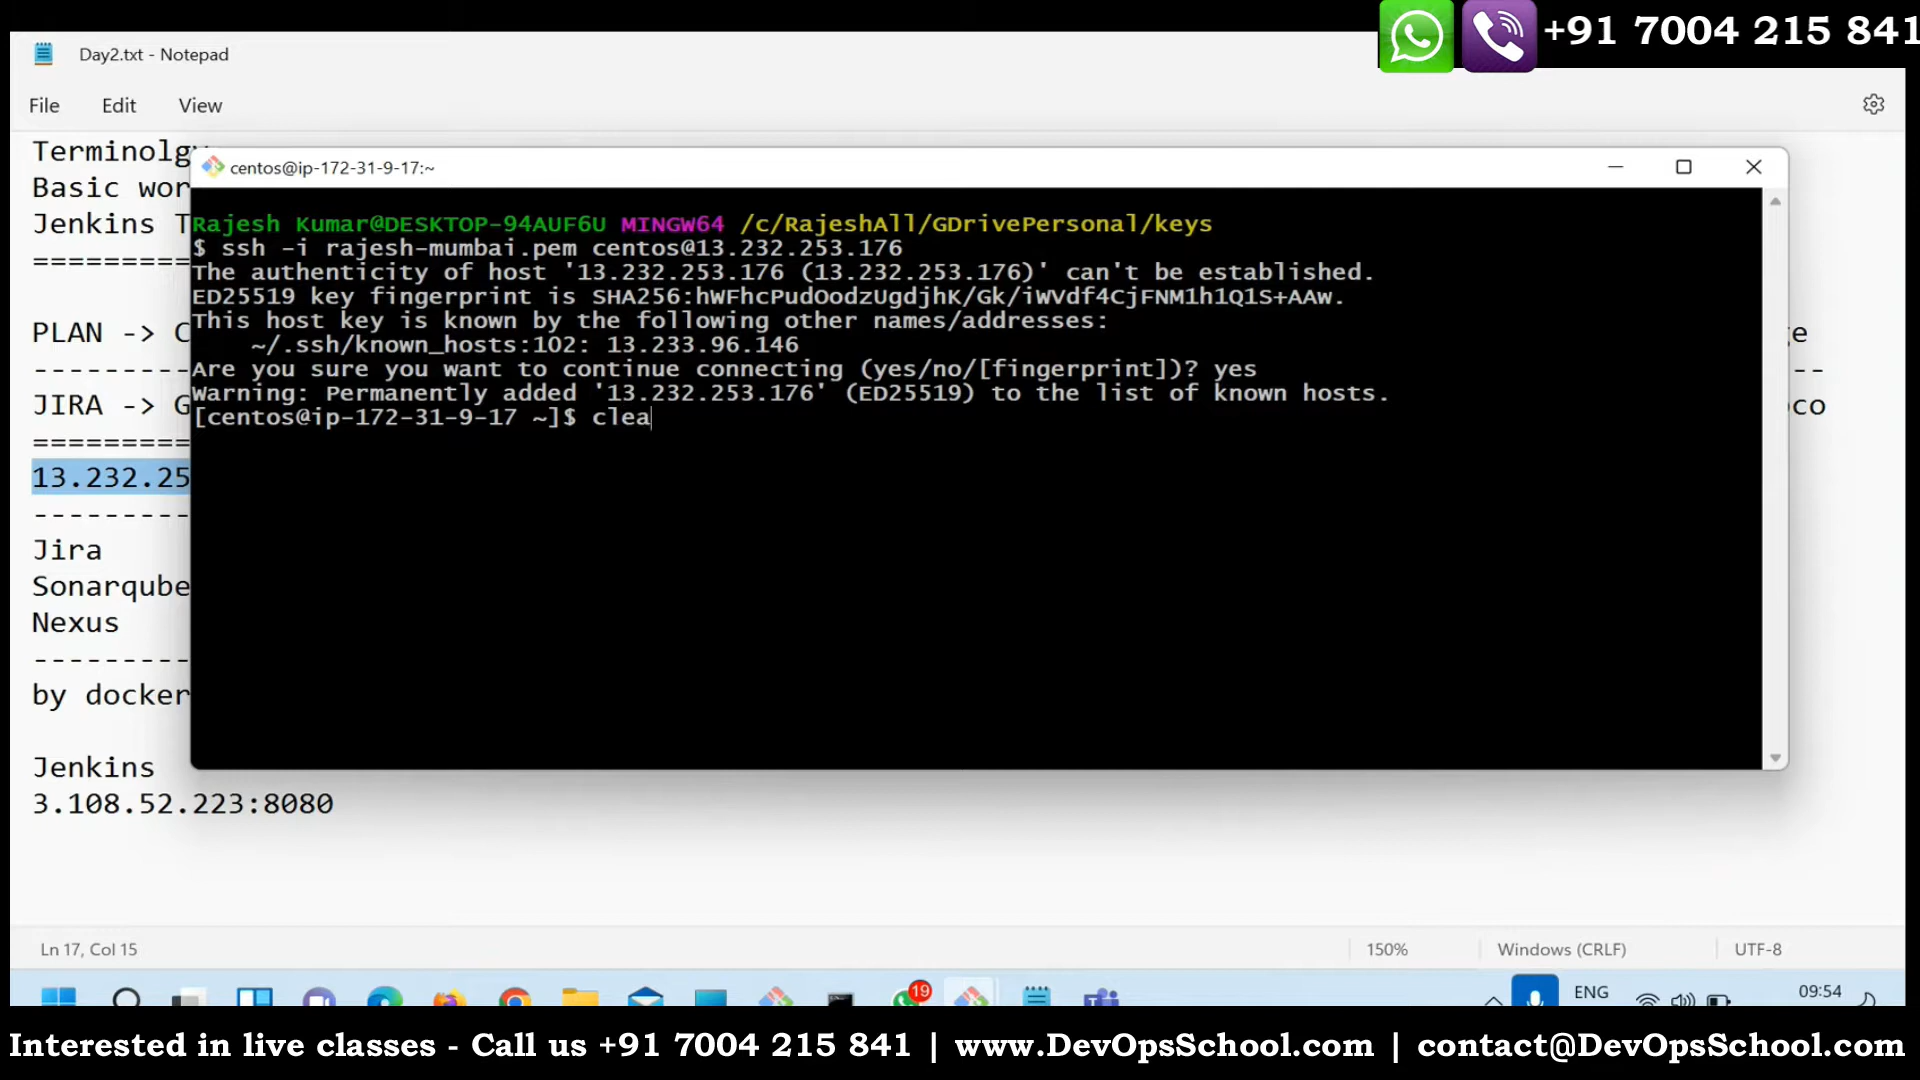 +91 7004 215 841
Day2.txt - Notepad
File Edit View
Terminolgy
Basic wor
Jenkins T
==========
PLAN -> C
ge
----------
--
JIRA -> G
oco
==========
13.232.25
----------
Jira
Sonarqube
Nexus
----------
by docker
Jenkins
3.108.52.223:8080
centos@ip-172-31-9-17:~
Rajesh Kumar@DESKTOP-94AUF6U MINGW64 /c/RajeshAll/GDrivePersonal/keys
$ ssh -i rajesh-mumbai.pem centos@13.232.253.176
The authenticity of host '13.232.253.176 (13.232.253.176)' can't be established.
ED25519 key fingerprint is SHA256:hWFhcPudOodzUgdjhK/Gk/iWVdf4CjFNM1h1Q1S+AAw.
This host key is known by the following other names/addresses:
    ~/.ssh/known_hosts:102: 13.233.96.146
Are you sure you want to continue connecting (yes/no/[fingerprint])? yes
Warning: Permanently added '13.232.253.176' (ED25519) to the list of known hosts.
[centos@ip-172-31-9-17 ~]$ clea
Ln 17, Col 15
150%
Windows (CRLF)
UTF-8
19
ENG
09:54
Interested in live classes - Call us +91 7004 215 841 | www.DevOpsSchool.com | contact@DevOpsSchool.com